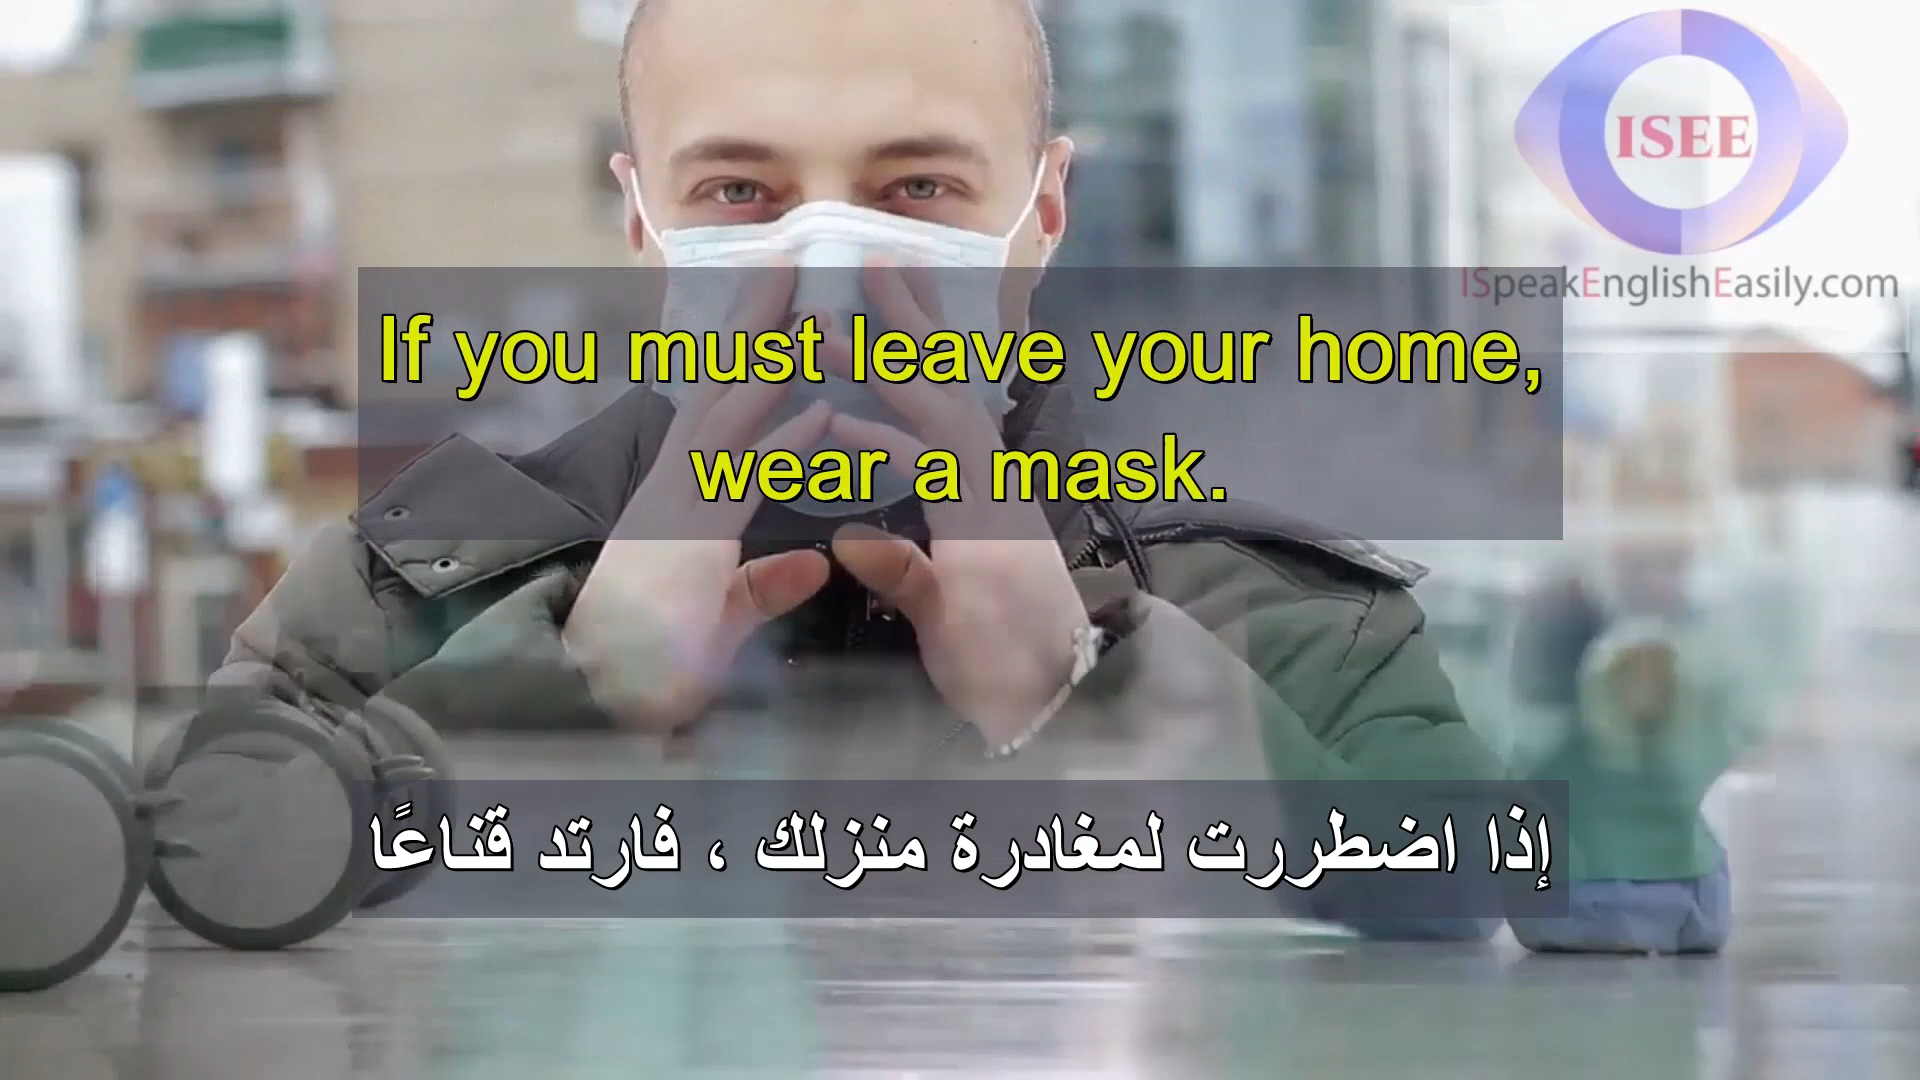 ISEE
ISpeakEnglishEasily.com
If you must leave your home,
wear a mask.
إذا اضطررت لمغادرة منزلك ، فارتد قناعًا